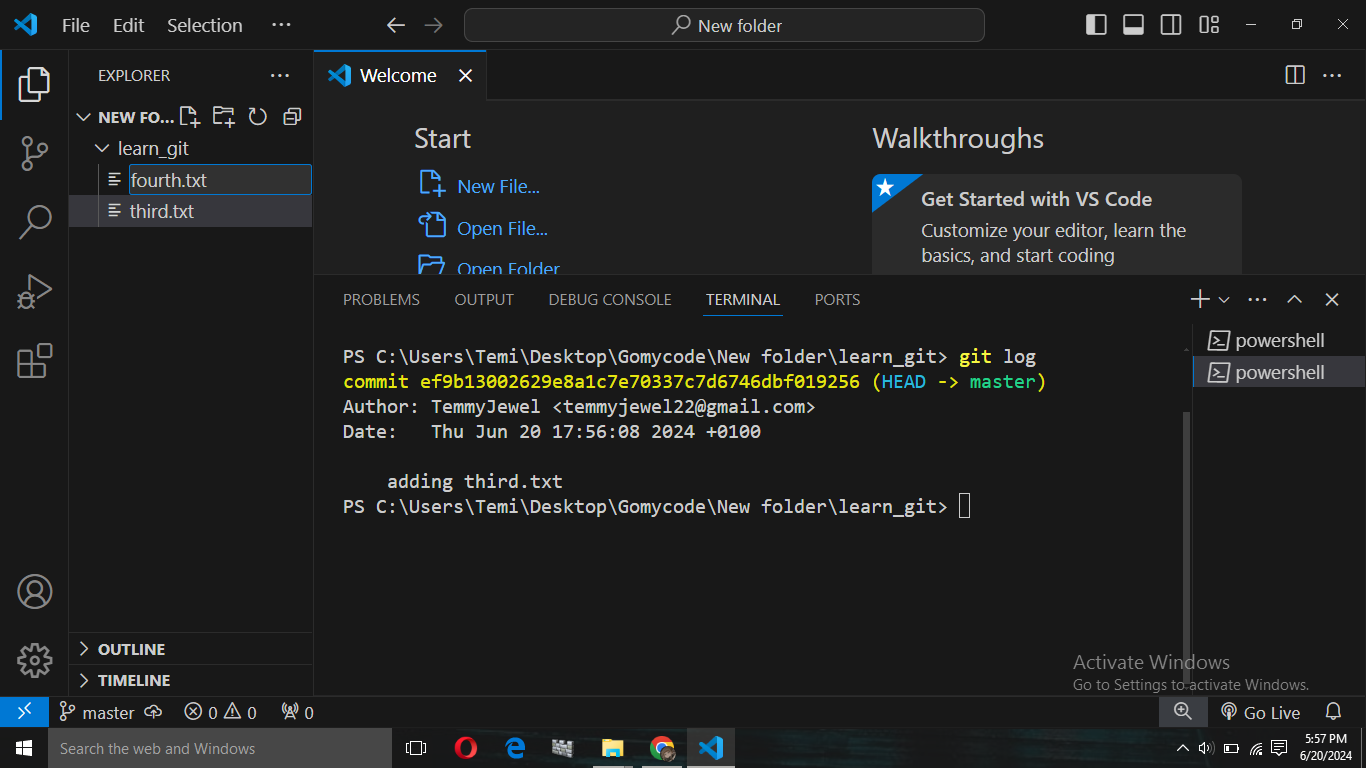 File Edit Selection ··· New folder
EXPLORER ···
Welcome
NEW FO...
learn_git
fourth.txt
third.txt
Start
New File...
Open File...
Open Folder
Walkthroughs
Get Started with VS Code
Customize your editor, learn the
basics, and start coding
PROBLEMS OUTPUT DEBUG CONSOLE TERMINAL PORTS
PS C:\Users\Temi\Desktop\Gomycode\New folder\learn_git> git log
commit ef9b13002629e8a1c7e70337c7d6746dbf019256 (HEAD -> master)
Author: TemmyJewel <temmyjewel22@gmail.com>
Date:   Thu Jun 20 17:56:08 2024 +0100
adding third.txt
PS C:\Users\Temi\Desktop\Gomycode\New folder\learn_git>
powershell
powershell
OUTLINE
TIMELINE
Activate Windows
Go to Settings to activate Windows.
master 0 0 0 Go Live
Search the web and Windows
5:57 PM
6/20/2024